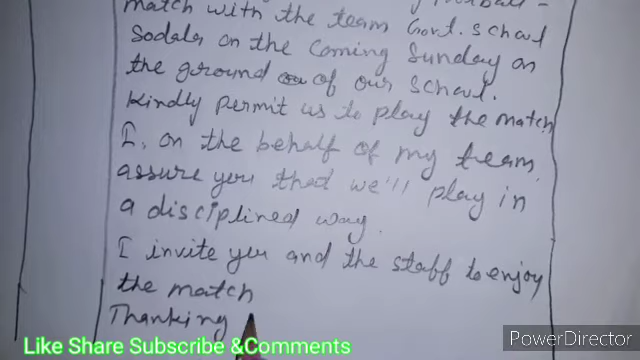 match with the team Govt. School
Sodala on the coming Sunday on
the ground of our school.
Kindly permit us to play the match
I, on the behalf of my team,
assure you that we'll play in
a disciplined way.
I invite you and the staff to enjoy
the match
Thanking
Like Share Subscribe &Comments
PowerDirector